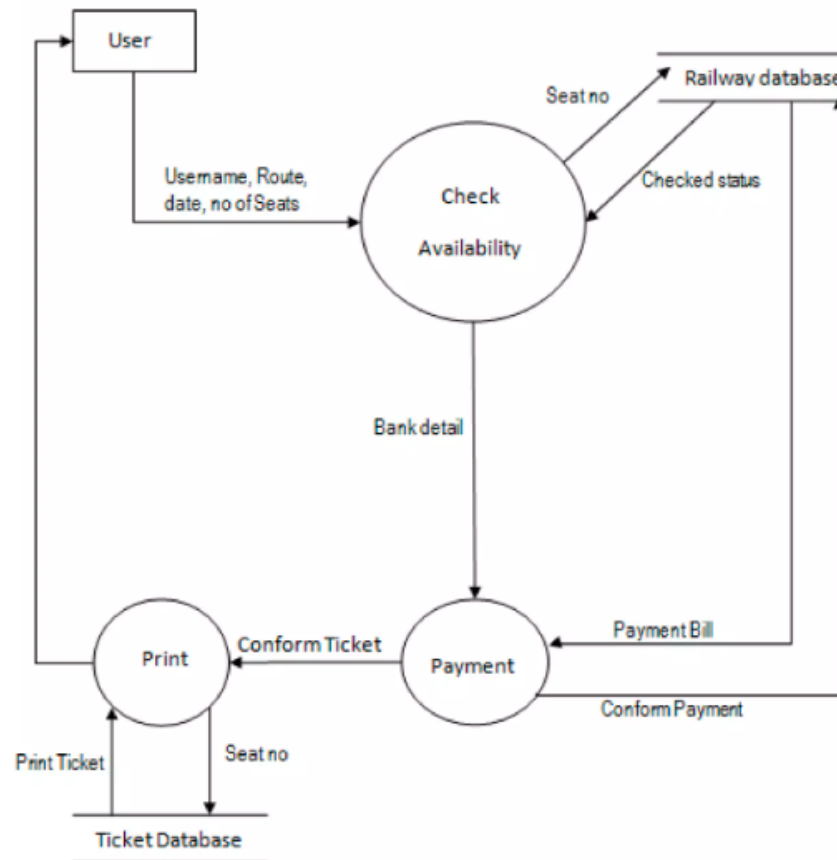 User
Railway database
Seat no
Username, Route,
date, no of Seats
Checked status
Check
Availability
Bank detail
Payment Bill
Conform Ticket
Print
Payment
Conform Payment
Print Ticket
Seat no
Ticket Database